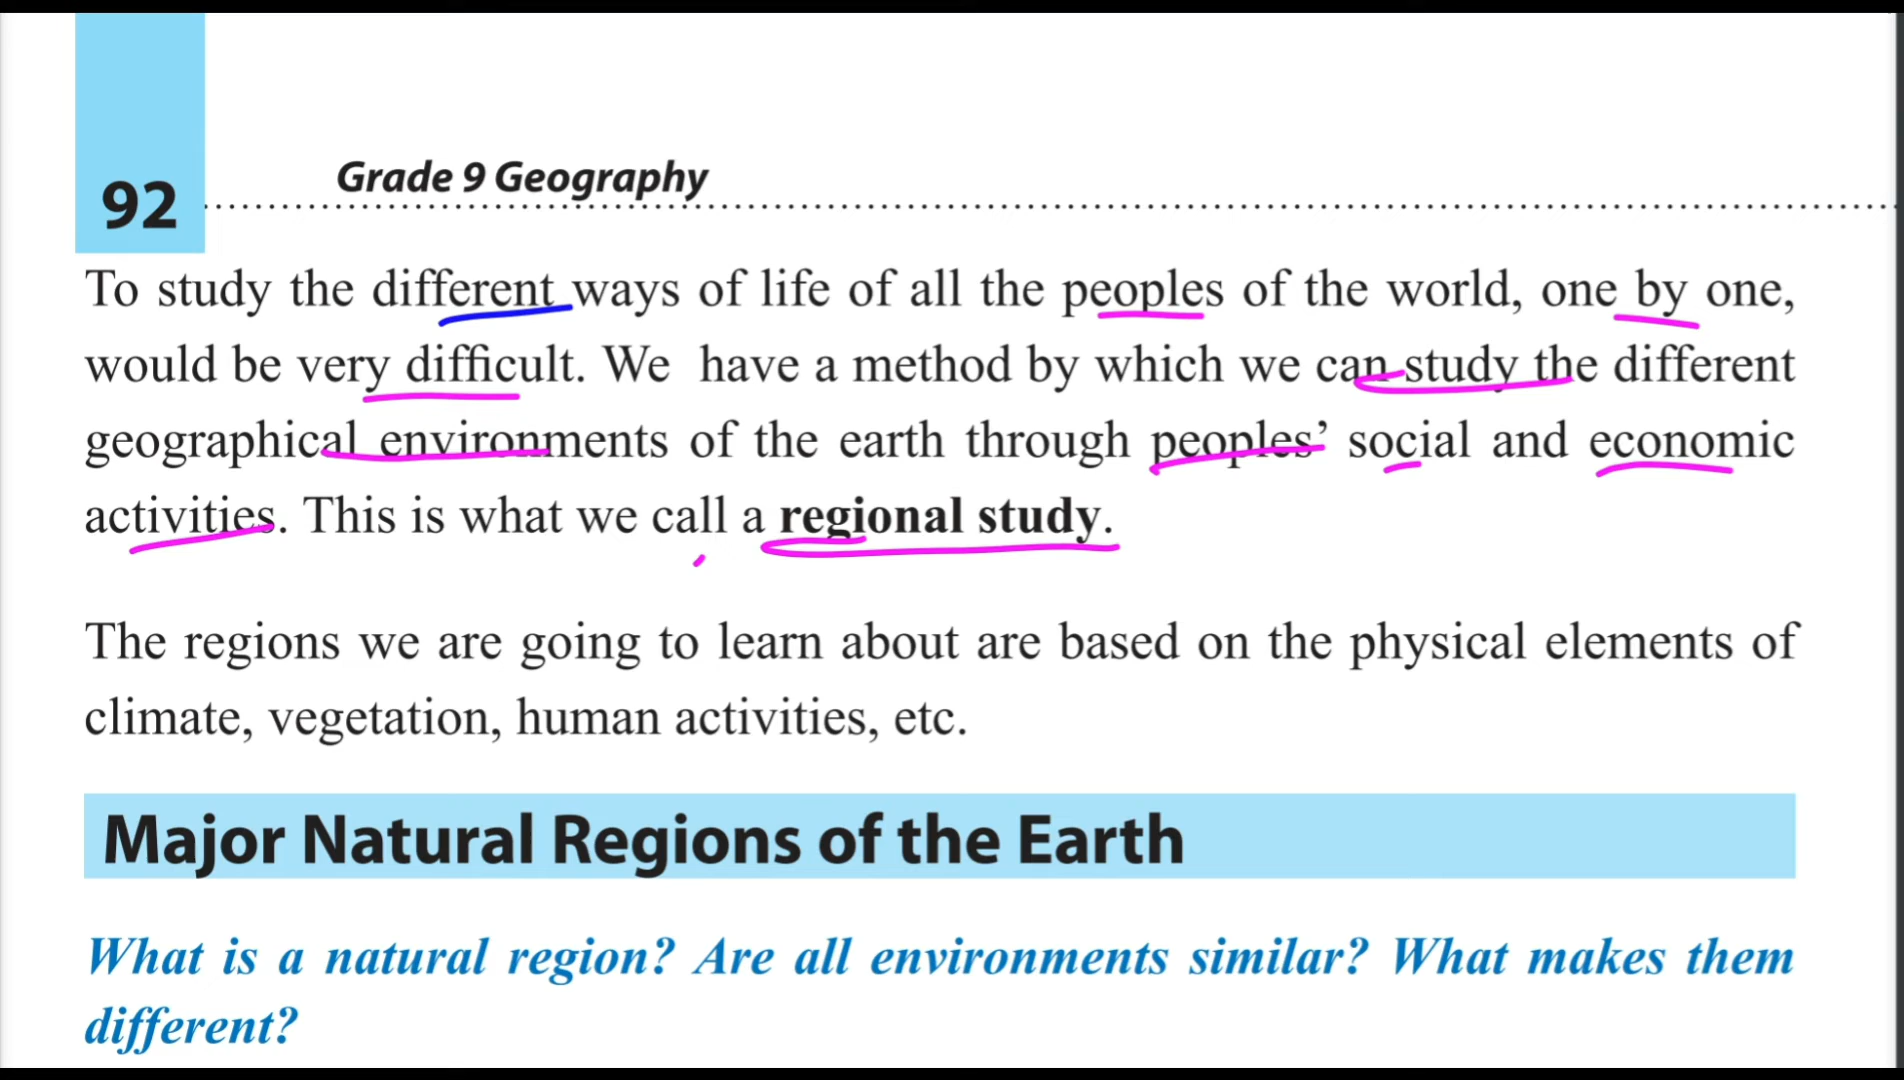 92
Grade 9 Geography
To study the different ways of life of all the peoples of the world, one by one,
would be very difficult. We have a method by which we can study the different
geographical environments of the earth through peoples’ social and economic
activities. This is what we call a regional study.
The regions we are going to learn about are based on the physical elements of
climate, vegetation, human activities, etc.
Major Natural Regions of the Earth
What is a natural region? Are all environments similar? What makes them
different?